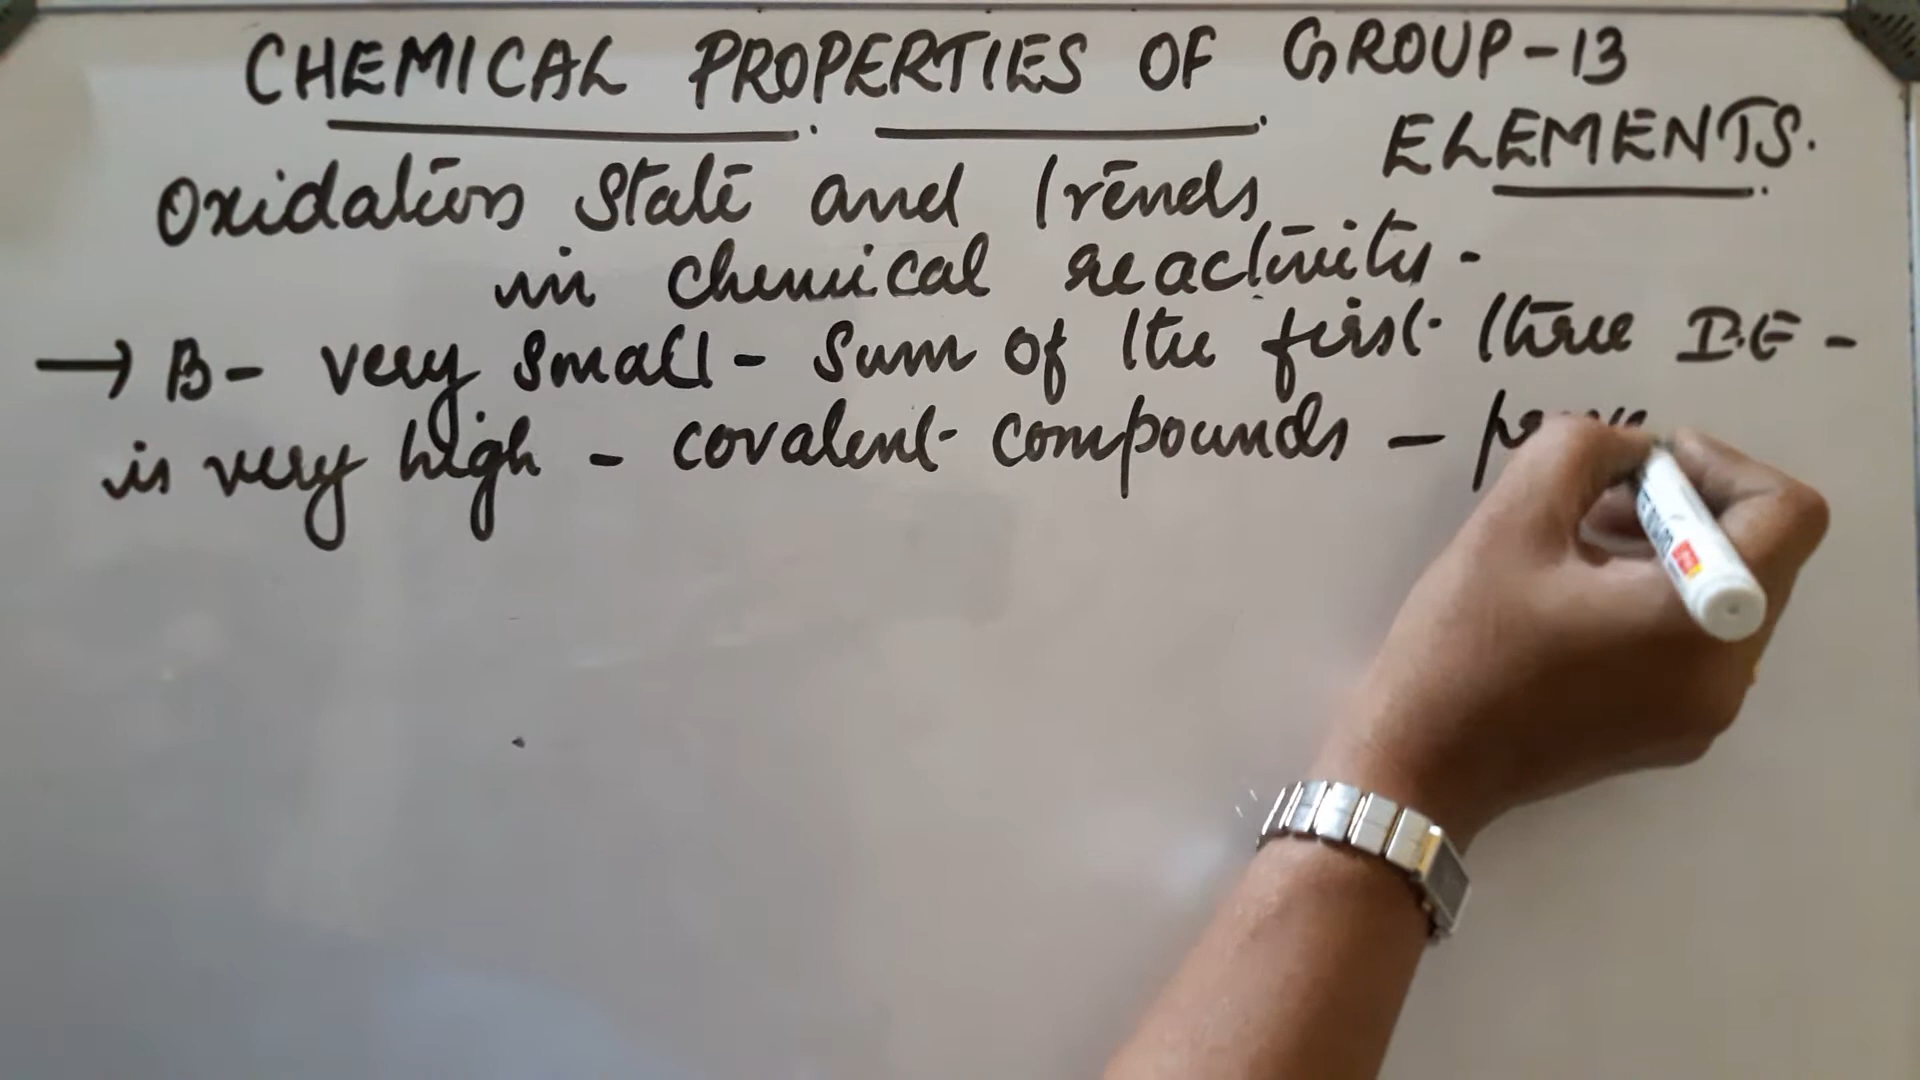 CHEMICAL PROPERTIES OF GROUP-13
ELEMENTS.
Oxidation State and trends
in chemical reactivity -
→ B - very small - Sum of the first three I.E -
is very high - covalent compounds -